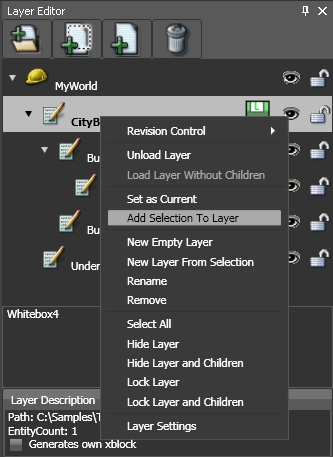 Layer Editor
MyWorld
CityB
L
Bu
Bu
Under
Revision Control
Unload Layer
Load Layer Without Children
Set as Current
Add Selection To Layer
New Empty Layer
New Layer From Selection
Rename
Remove
Select All
Hide Layer
Hide Layer and Children
Lock Layer
Lock Layer and Children
Layer Settings
Whitebox4
Layer Description
Path: C:\Samples\T
EntityCount: 1
Generates own xblock